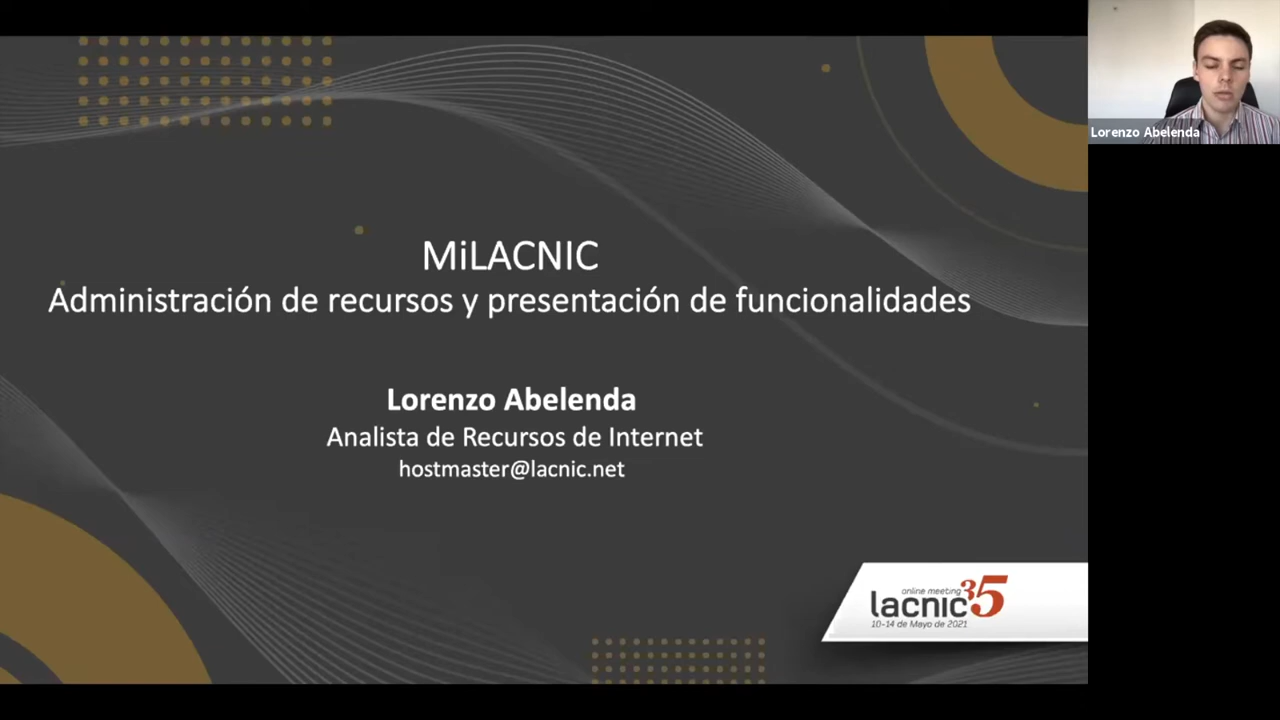 MiLACNIC
Administración de recursos y presentación de funcionalidades
Lorenzo Abelenda
Analista de Recursos de Internet
hostmaster@lacnic.net
online meeting
lacnic35
10-14 de Mayo de 2021
Lorenzo Abelenda